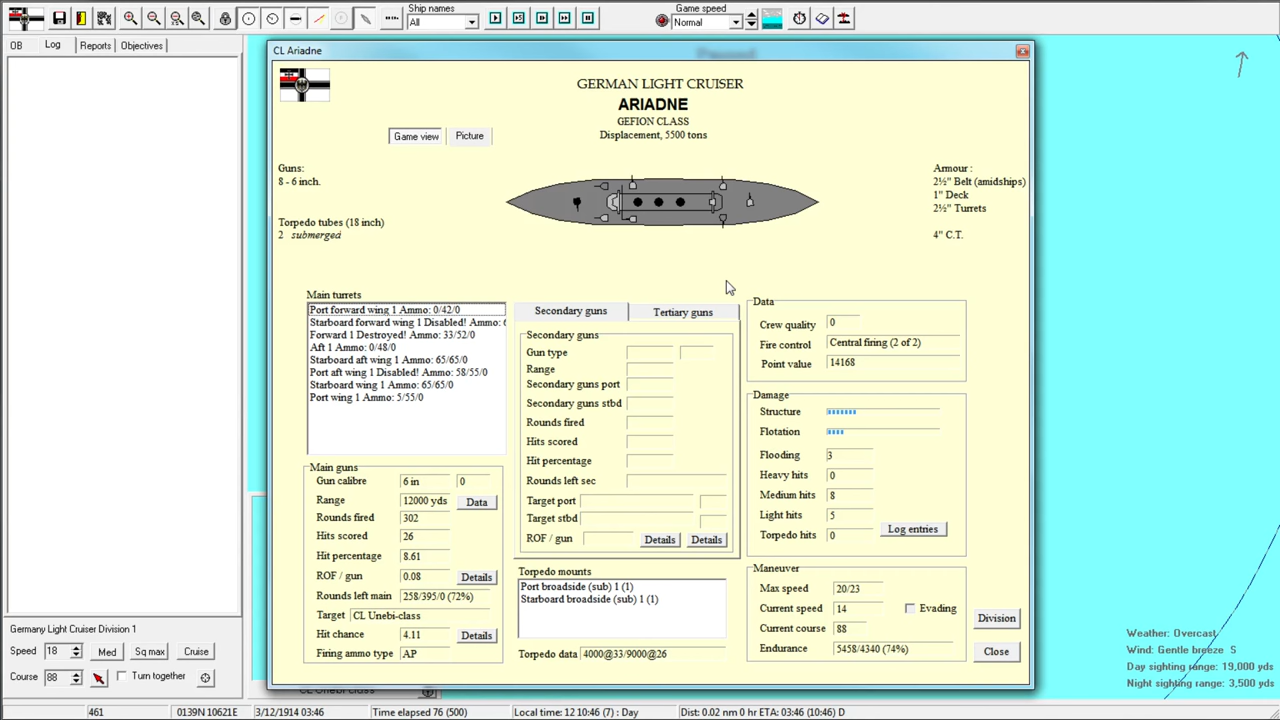 Ship names
All
Game speed
Normal
OB
Log
Reports
Objectives
CL Ariadne
GERMAN LIGHT CRUISER
ARIADNE
GEFION CLASS
Displacement, 5500 tons
Game view
Picture
Guns:
8 - 6 inch.
Torpedo tubes (18 inch)
2 submerged
Armour :
2½" Belt (amidships)
1" Deck
2½" Turrets
4" C.T.
Main turrets
Port forward wing 1 Ammo: 0/42/0
Starboard forward wing 1 Disabled! Ammo:
Forward 1 Destroyed! Ammo: 33/52/0
Aft 1 Ammo: 0/48/0
Starboard aft wing 1 Ammo: 65/65/0
Port aft wing 1 Disabled! Ammo: 58/55/0
Starboard wing 1 Ammo: 65/65/0
Port wing 1 Ammo: 5/55/0
Main guns
Gun calibre 6 in 0
Range 12000 yds Data
Rounds fired 302
Hits scored 26
Hit percentage 8.61
ROF / gun 0.08 Details
Rounds left main 258/395/0 (72%)
Target CL Unebi-class
Hit chance 4.11 Details
Firing ammo type AP
Secondary guns
Tertiary guns
Secondary guns
Gun type
Range
Secondary guns port
Secondary guns stbd
Rounds fired
Hits scored
Hit percentage
Rounds left sec
Target port
Target stbd
ROF / gun Details Details
Torpedo mounts
Port broadside (sub) 1 (1)
Starboard broadside (sub) 1 (1)
Torpedo data 4000@33/9000@26
Data
Crew quality 0
Fire control Central firing (2 of 2)
Point value 14168
Damage
Structure
Flotation
Flooding 3
Heavy hits 0
Medium hits 8
Light hits 5
Torpedo hits 0
Log entries
Maneuver
Max speed 20/23
Current speed 14
Evading
Current course 88
Endurance 5458/4340 (74%)
Division
Close
Germany Light Cruiser Division 1
Speed 18 Med Sq max Cruise
Course 88 Turn together
Weather: Overcast
Wind: Gentle breeze S
Day sighting range: 19,000 yds
Night sighting range: 3,500 yds
461
0139N 10621E
3/12/1914 03:46
Time elapsed 76 (500)
Local time: 12 10:46 (7) : Day
Dist: 0.02 nm 0 hr ETA: 03:46 (10:46) D